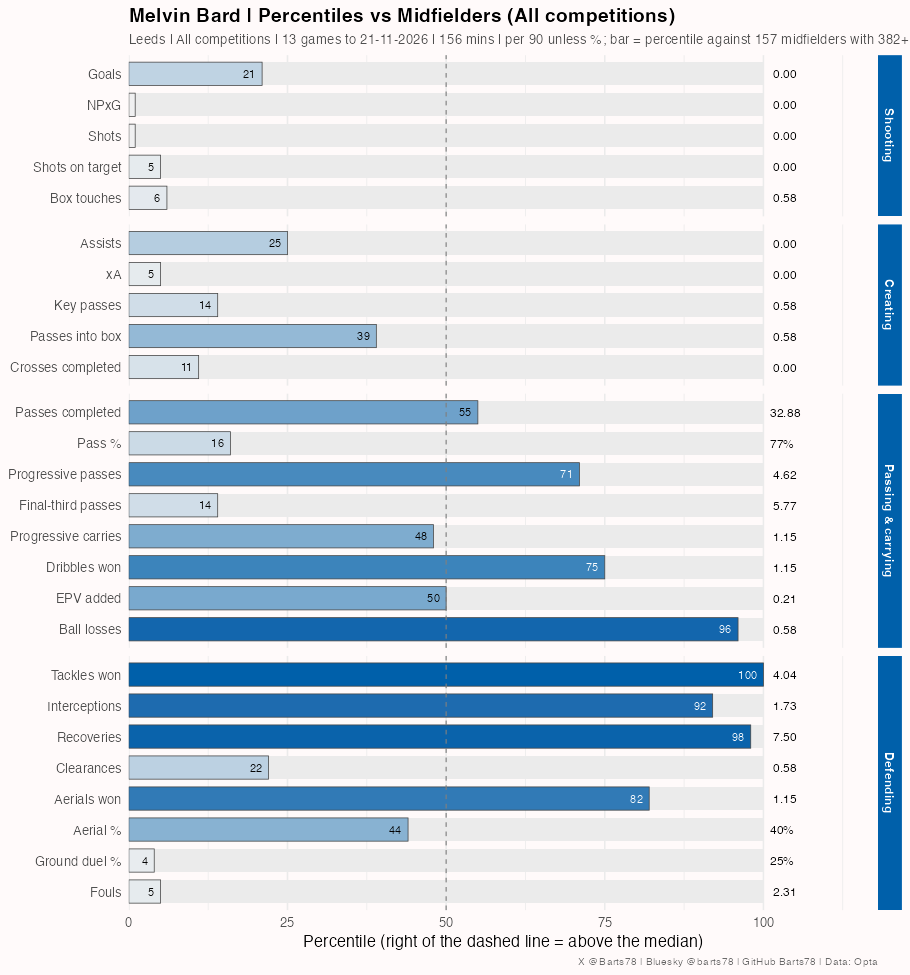 Melvin Bard | Percentiles vs Midfielders (All competitions)
Leeds | All competitions | 13 games to 21-11-2026 | 156 mins | per 90 unless %; bar = percentile against 157 midfielders with 382+
Goals 21 0.00
NPxG 0.00
Shots 0.00
Shots on target 5 0.00
Box touches 6 0.58
Shooting
Assists 25 0.00
xA 5 0.00
Key passes 14 0.58
Passes into box 39 0.58
Crosses completed 11 0.00
Creating
Passes completed 55 32.88
Pass % 16 77%
Progressive passes 71 4.62
Final-third passes 14 5.77
Progressive carries 48 1.15
Dribbles won 75 1.15
EPV added 50 0.21
Ball losses 96 0.58
Passing & carrying
Tackles won 100 4.04
Interceptions 92 1.73
Recoveries 98 7.50
Clearances 22 0.58
Aerials won 82 1.15
Aerial % 44 40%
Ground duel % 4 25%
Fouls 5 2.31
Defending
0 25 50 75 100
Percentile (right of the dashed line = above the median)
X @Barts78 | Bluesky @barts78 | GitHub Barts78 | Data: Opta